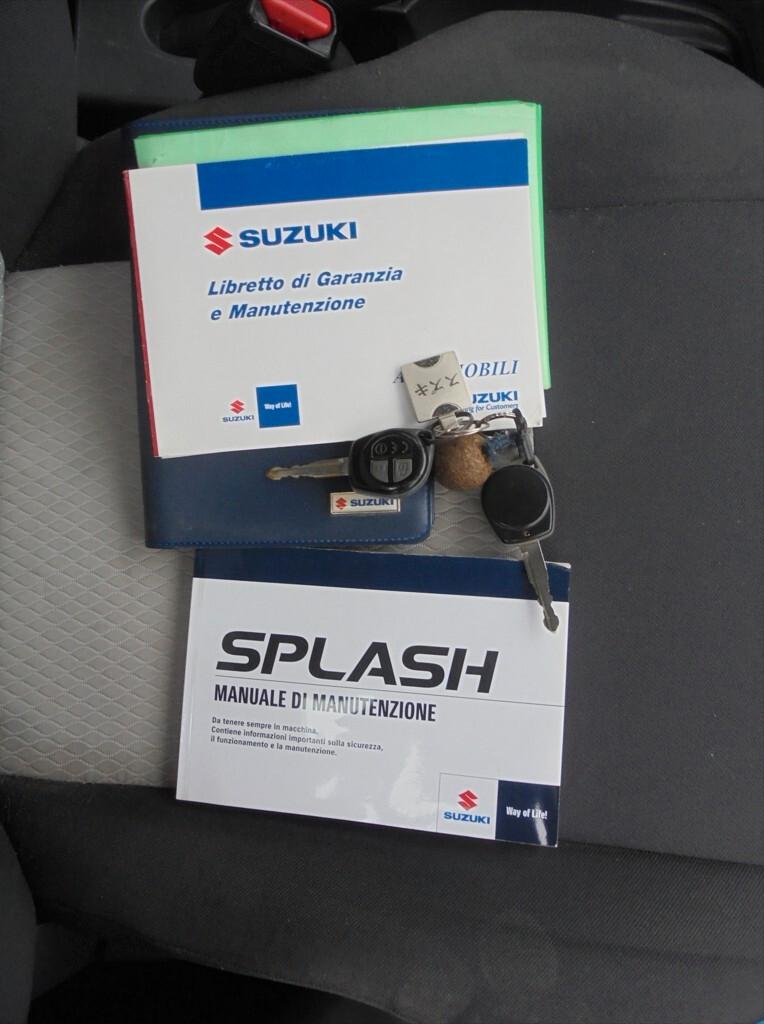 SUZUKI
Libretto di Garanzia
e Manutenzione
SUZUKI
Way of Life!
SUZUKI
SPLASH
MANUALE DI MANUTENZIONE
Da tenere sempre in macchina.
Contiene informazioni importanti sulla sicurezza,
il funzionamento e la manutenzione.
SUZUKI
Way of Life!